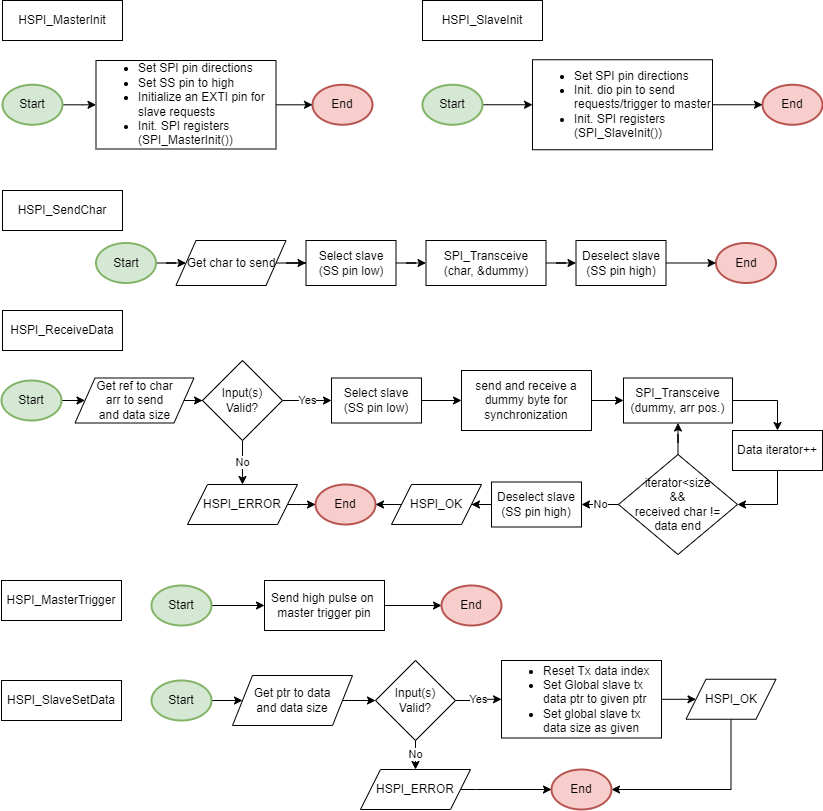 HSPI_MasterInit
Start
Set SPI pin directions
Set SS pin to high
Initialize an EXTI pin for
slave requests
Init. SPI registers
(SPI_MasterInit())
End
HSPI_SlaveInit
Start
Set SPI pin directions
Init. dio pin to send
requests/trigger to master
Init. SPI registers
(SPI_SlaveInit())
End
HSPI_SendChar
Start
Get char to send
Select slave
(SS pin low)
SPI_Transceive
(char, &dummy)
Deselect slave
(SS pin high)
End
HSPI_ReceiveData
Start
Get ref to char
arr to send
and data size
Input(s)
Valid?
Yes
Select slave
(SS pin low)
send and receive a
dummy byte for
synchronization
SPI_Transceive
(dummy, arr pos.)
Data iterator++
iterator<size
&&
received char !=
data end
No
Deselect slave
(SS pin high)
HSPI_OK
End
No
HSPI_ERROR
HSPI_MasterTrigger
Start
Send high pulse on
master trigger pin
End
HSPI_SlaveSetData
Start
Get ptr to data
and data size
Input(s)
Valid?
Yes
Reset Tx data index
Set Global slave tx
data ptr to given ptr
Set global slave tx
data size as given
HSPI_OK
No
HSPI_ERROR
End